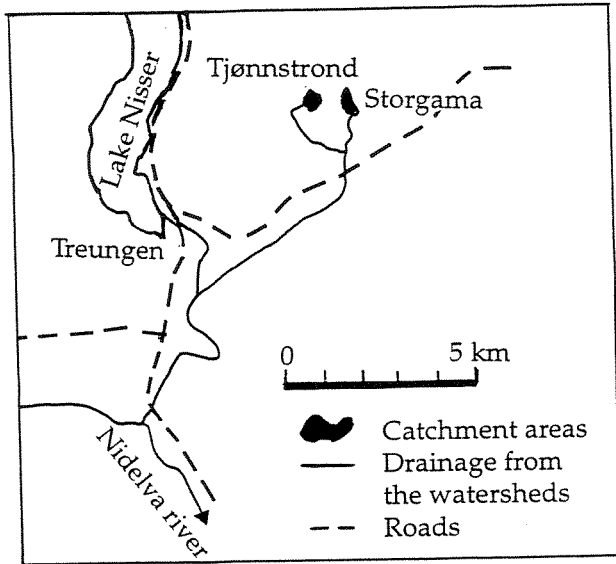 Tjønnstrond
Storgama
Lake Nisser
Treungen
0 5 km
Catchment areas
Drainage from
the watersheds
Roads
Nidelva river